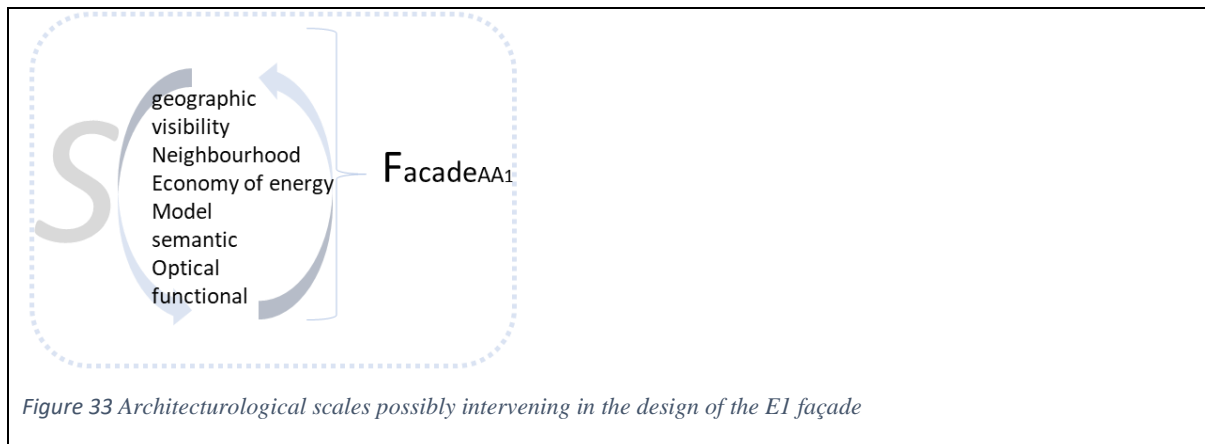 S
geographic
visibility
Neighbourhood
Economy of energy
Model
semantic
Optical
functional
FacadeAA1
Figure 33 Architecturological scales possibly intervening in the design of the E1 façade